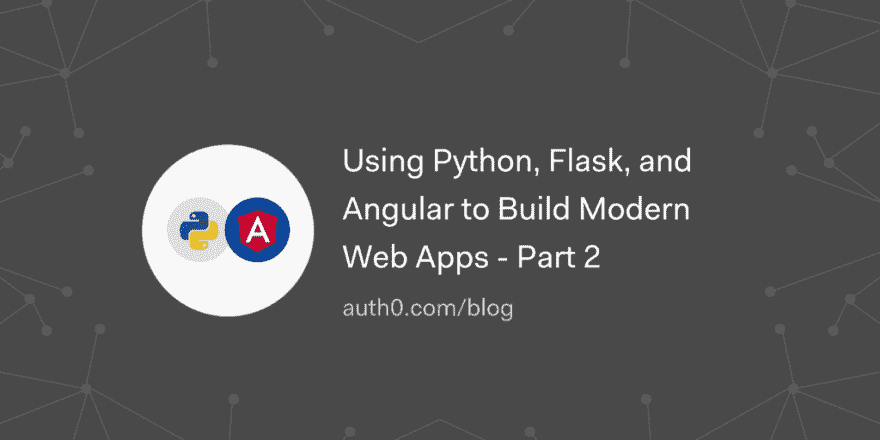 Using Python, Flask, and
Angular to Build Modern
Web Apps - Part 2
auth0.com/blog
A